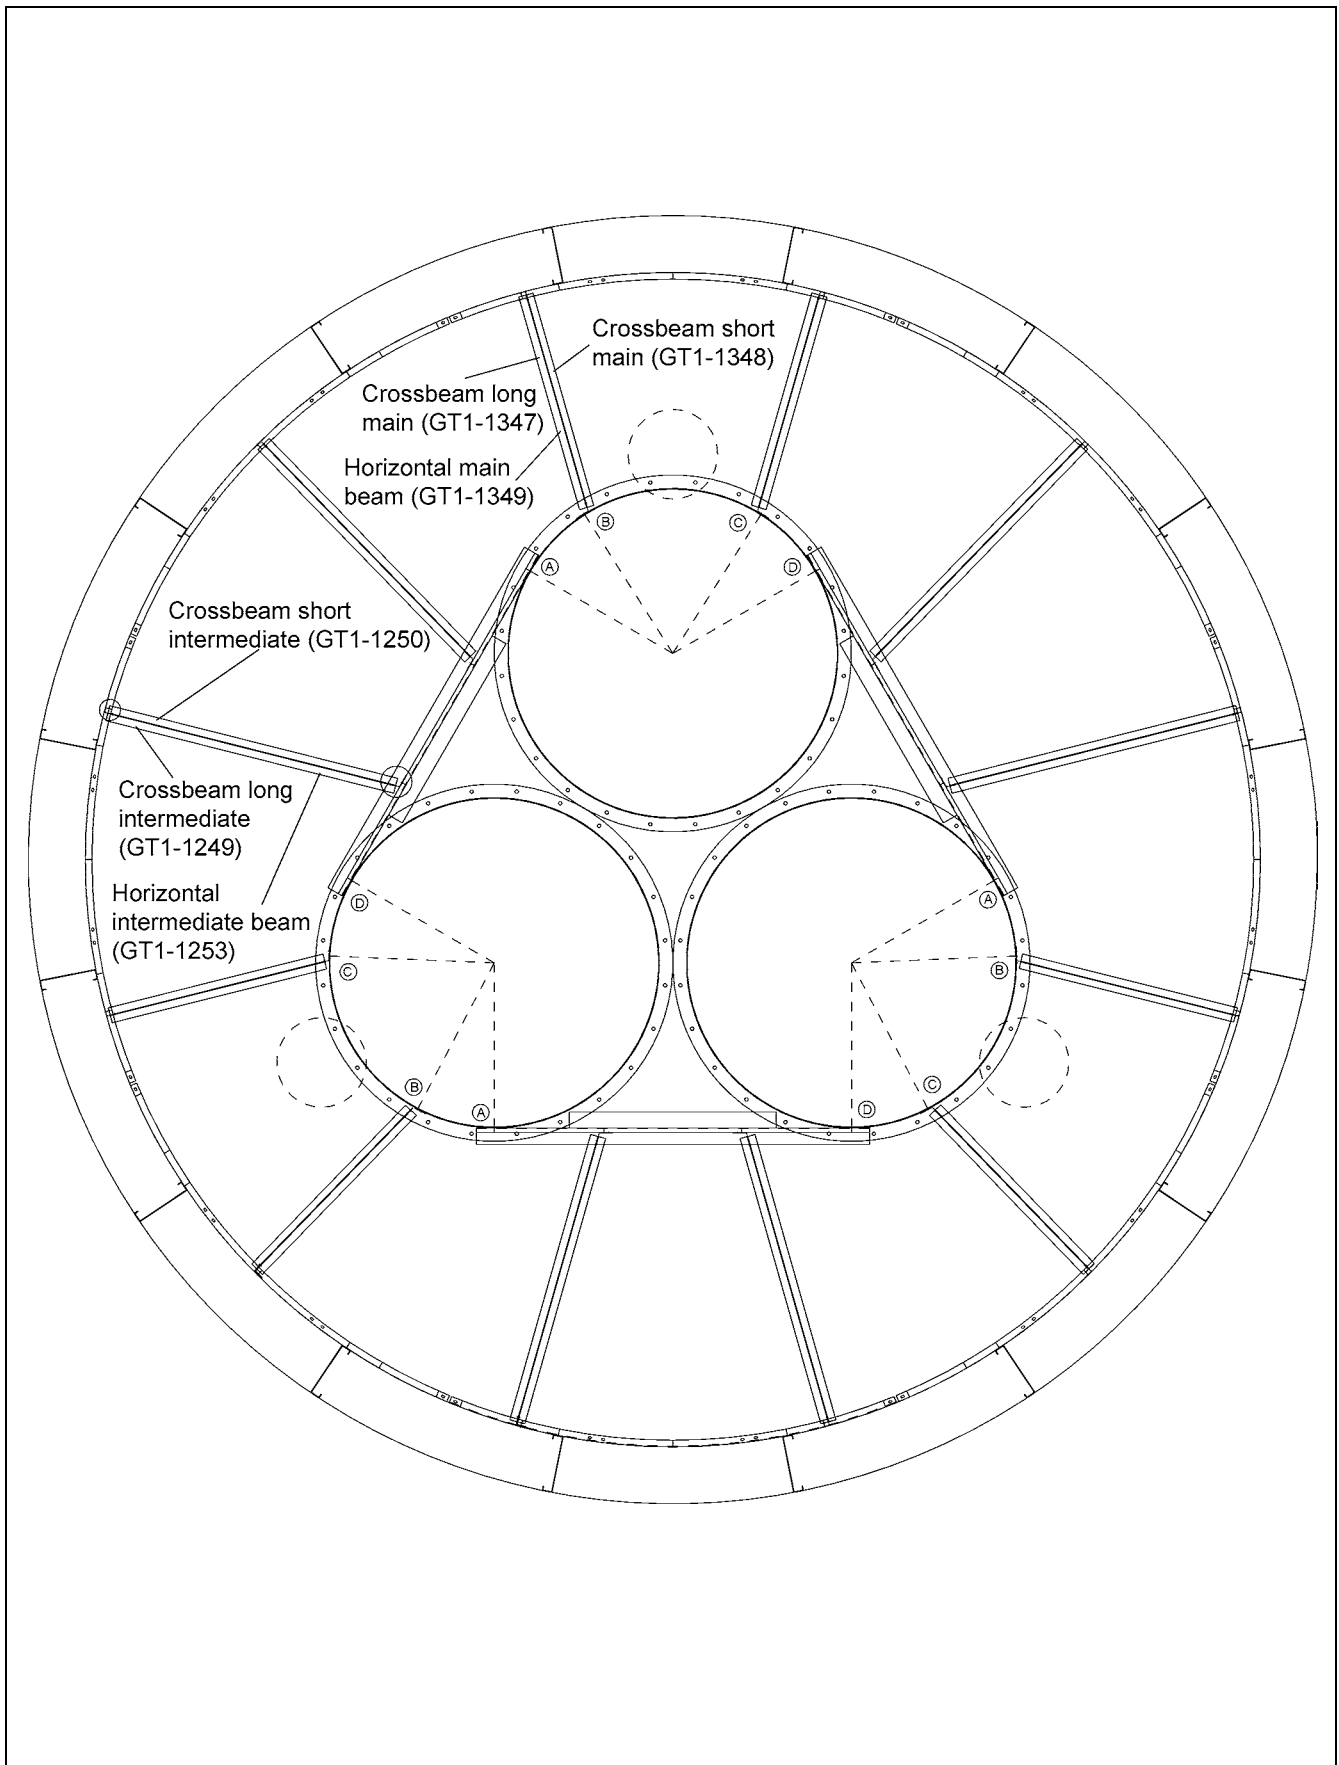 Crossbeam short
main (GT1-1348)
Crossbeam long
main (GT1-1347)
Horizontal main
beam (GT1-1349)
B
C
A
D
Crossbeam short
intermediate (GT1-1250)
Crossbeam long
intermediate
(GT1-1249)
Horizontal
intermediate beam
(GT1-1253)
D
A
C
B
B
C
A
D